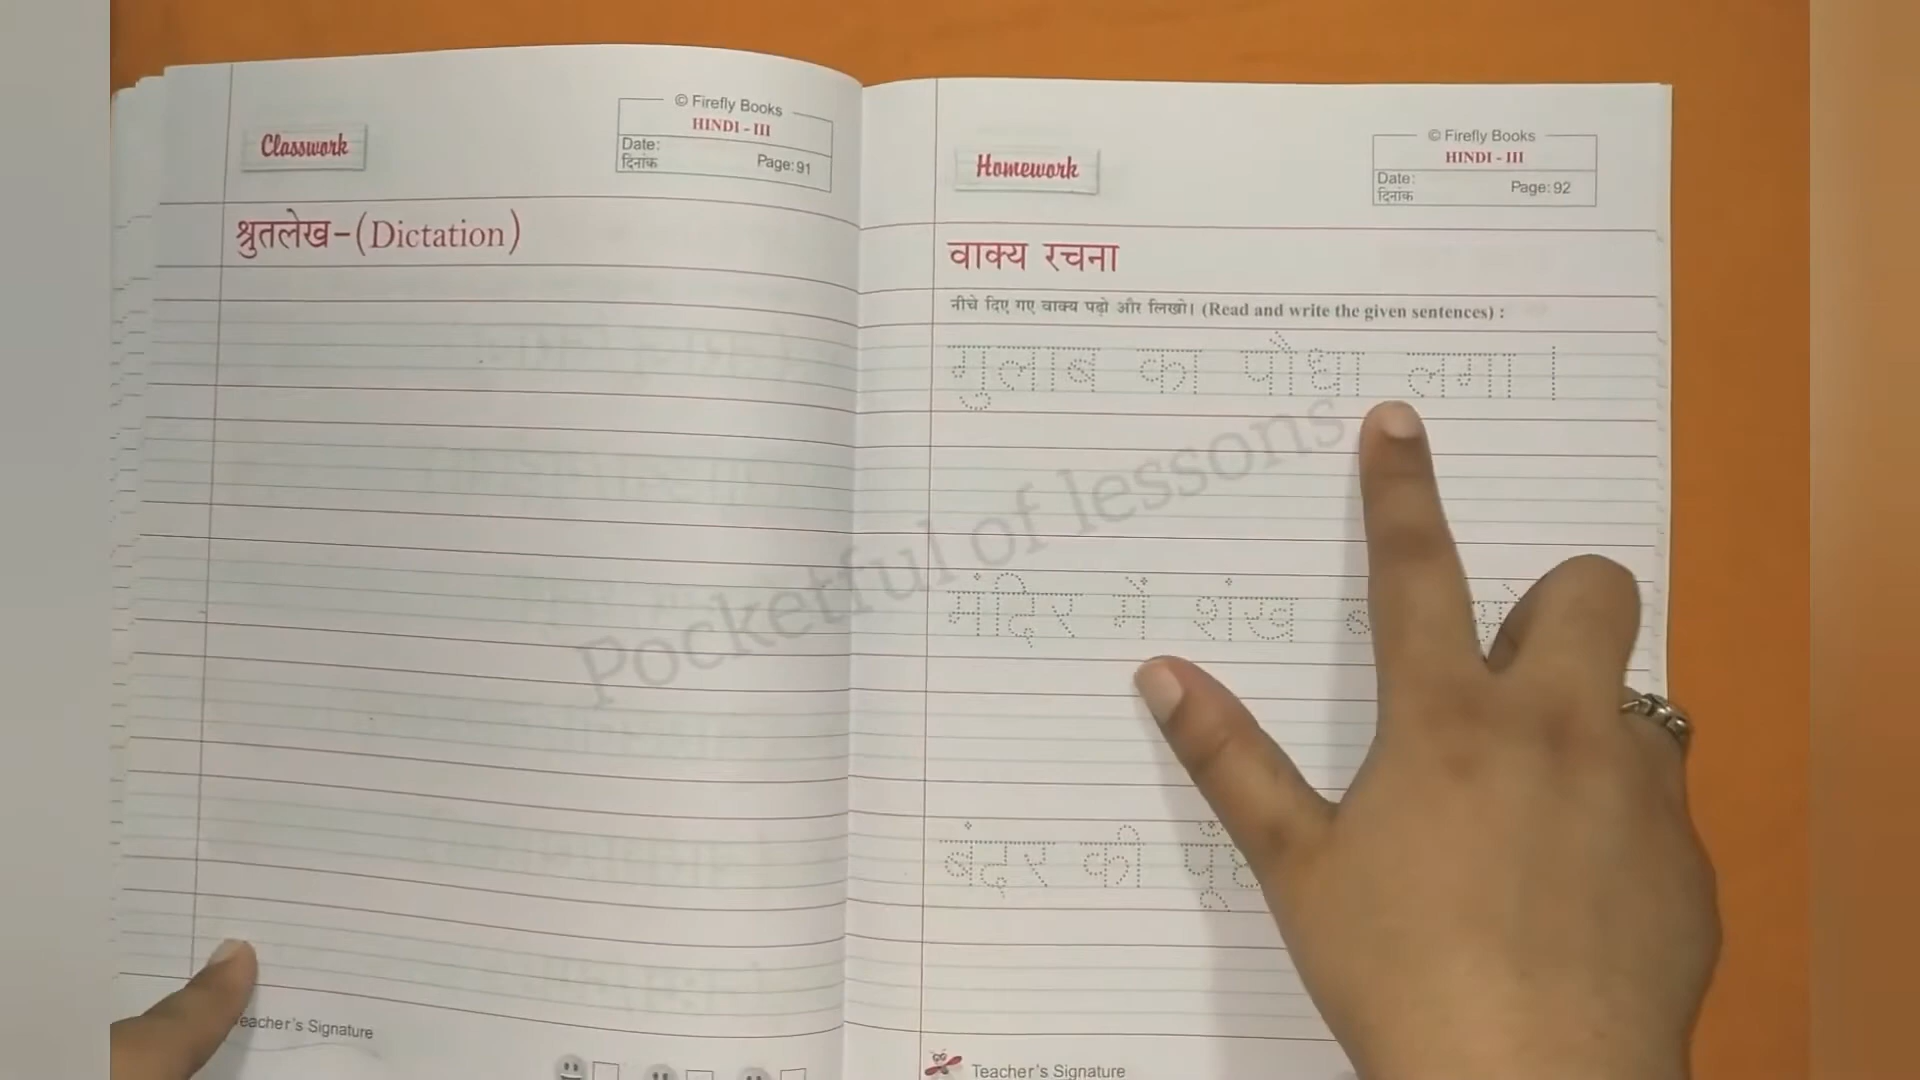 Classwork
© Firefly Books
HINDI - III
Date:
दिनांक
Page: 91
श्रुतलेख-(Dictation)
Teacher's Signature
Homework
© Firefly Books
HINDI - III
Date:
दिनांक
Page: 92
वाक्य रचना
नीचे दिए गए वाक्य पढ़ो और लिखो। (Read and write the given sentences) :
गुलाब का पौधा लगा।
मंदिर में शंख
बंदर की
Teacher's Signature
Pocketful of lessons